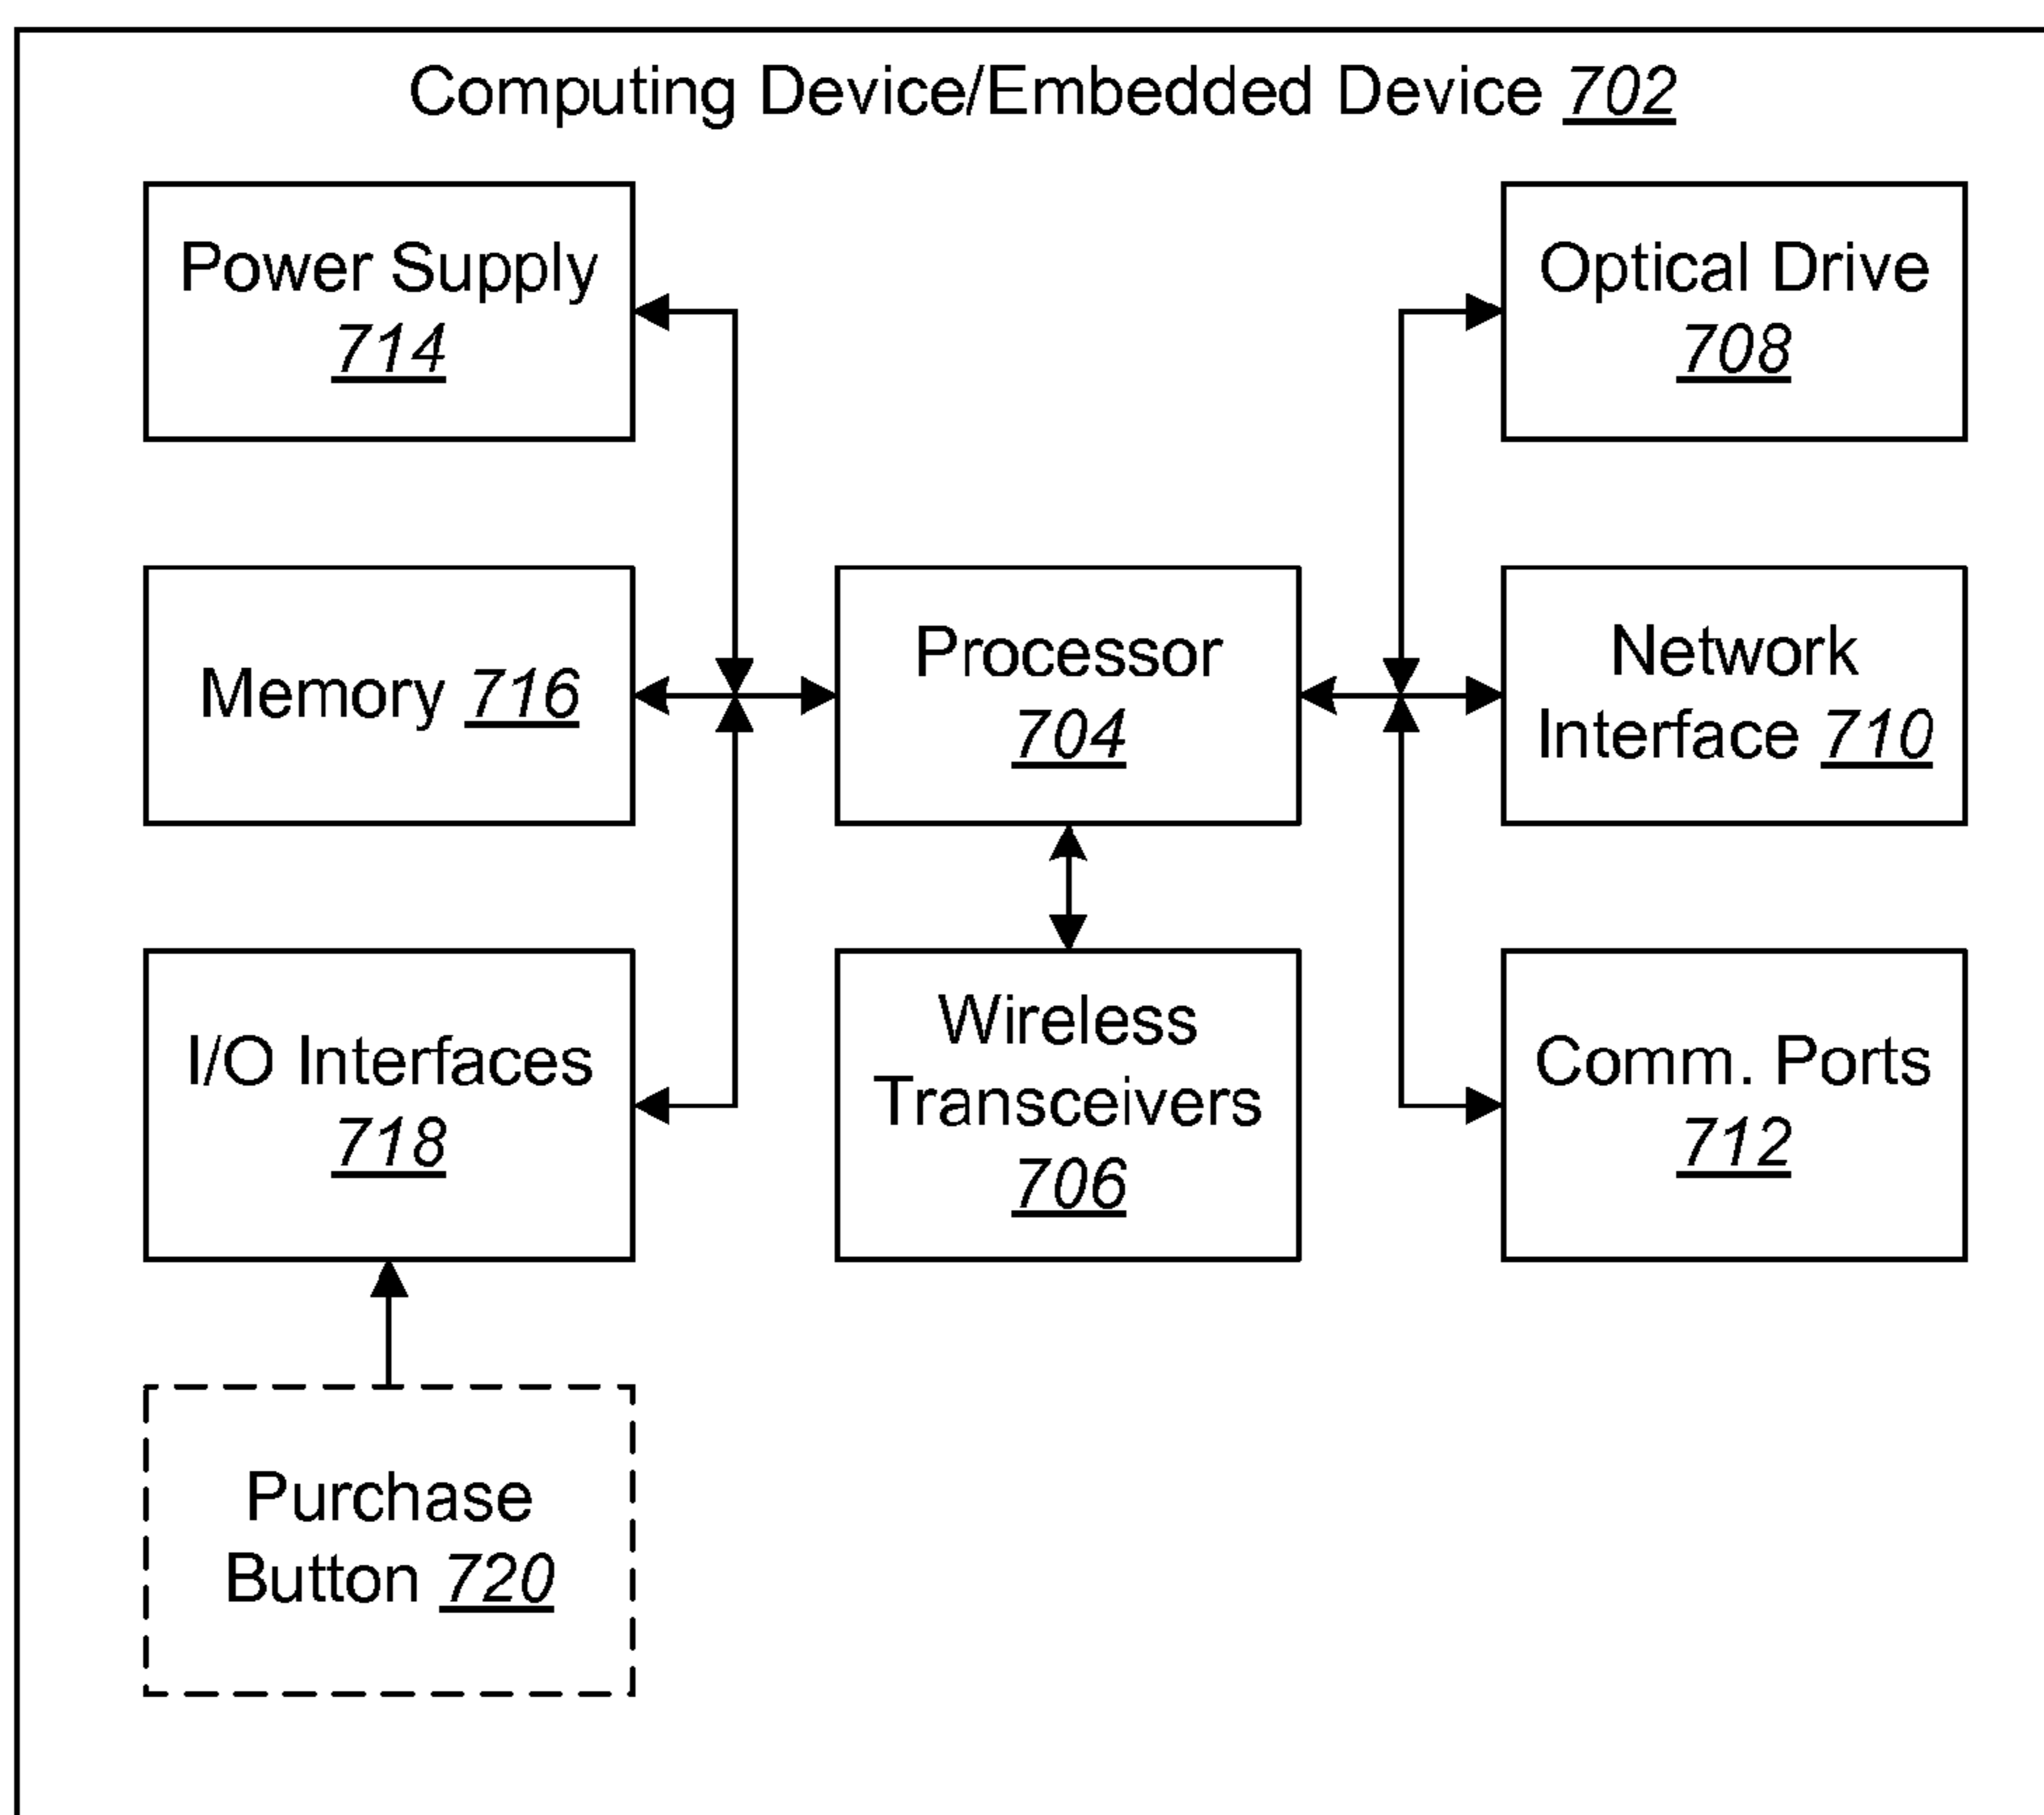 Computing Device/Embedded Device 702
Power Supply
714
Optical Drive
708
Memory 716
Processor
704
Network
Interface 710
I/O Interfaces
718
Wireless
Transceivers
706
Comm. Ports
712
Purchase
Button 720